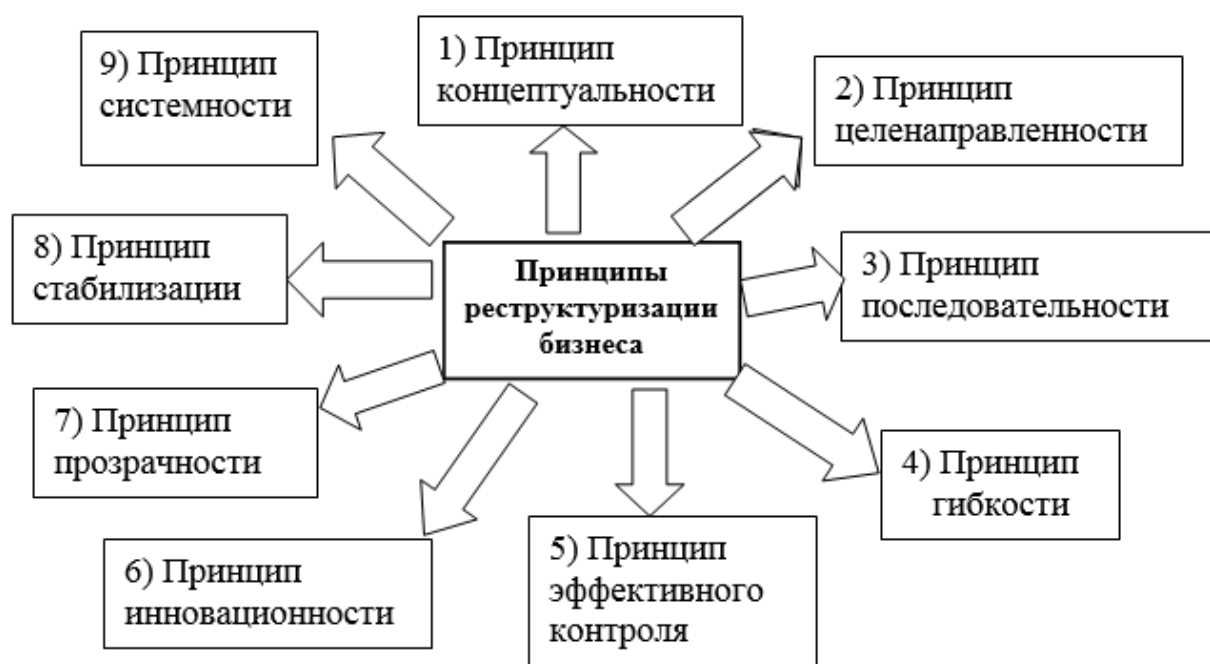 9) Принцип
системности
1) Принцип
концептуальности
2) Принцип
целенаправленности
8) Принцип
стабилизации
Принципы
реструктуризации
бизнеса
3) Принцип
последовательности
7) Принцип
прозрачности
4) Принцип
гибкости
6) Принцип
инновационности
5) Принцип
эффективного
контроля